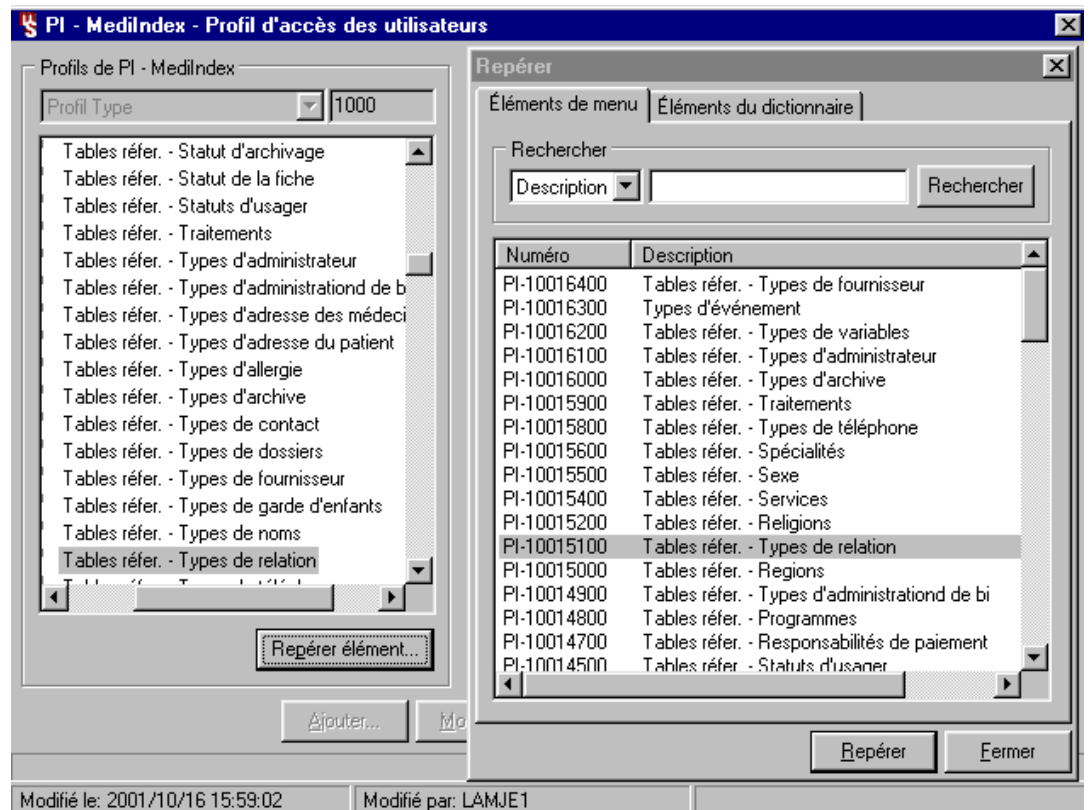 PI - MediIndex - Profil d'accès des utilisateurs
Profils de PI - MediIndex
Profil Type 1000
Tables réfer. - Statut d'archivage
Tables réfer. - Statut de la fiche
Tables réfer. - Statuts d'usager
Tables réfer. - Traitements
Tables réfer. - Types d'administrateur
Tables réfer. - Types d'administrationd de b
Tables réfer. - Types d'adresse des médeci
Tables réfer. - Types d'adresse du patient
Tables réfer. - Types d'allergie
Tables réfer. - Types d'archive
Tables réfer. - Types de contact
Tables réfer. - Types de dossiers
Tables réfer. - Types de fournisseur
Tables réfer. - Types de garde d'enfants
Tables réfer. - Types de noms
Tables réfer. - Types de relation
Repérer élément...
Ajouter... Mo
Repérer
Éléments de menu Éléments du dictionnaire
Rechercher
Description Rechercher
Numéro Description
PI-10016400 Tables réfer. - Types de fournisseur
PI-10016300 Types d'événement
PI-10016200 Tables réfer. - Types de variables
PI-10016100 Tables réfer. - Types d'administrateur
PI-10016000 Tables réfer. - Types d'archive
PI-10015900 Tables réfer. - Traitements
PI-10015800 Tables réfer. - Types de téléphone
PI-10015600 Tables réfer. - Spécialités
PI-10015500 Tables réfer. - Sexe
PI-10015400 Tables réfer. - Services
PI-10015200 Tables réfer. - Religions
PI-10015100 Tables réfer. - Types de relation
PI-10015000 Tables réfer. - Regions
PI-10014900 Tables réfer. - Types d'administrationd de bi
PI-10014800 Tables réfer. - Programmes
PI-10014700 Tables réfer. - Responsabilités de paiement
PI-10014500 Tables réfer. - Statuts d'usager
Repérer Fermer
Modifié le: 2001/10/16 15:59:02 Modifié par: LAMJE1